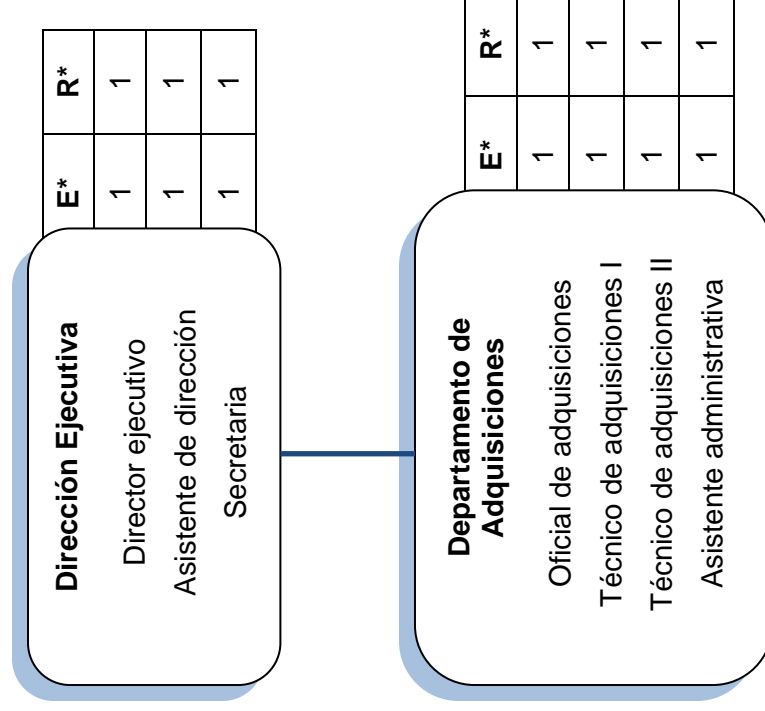 Dirección Ejecutiva E* R*
Director ejecutivo 1 1
Asistente de dirección 1 1
Secretaria 1 1
Departamento de
Adquisiciones E* R*
Oficial de adquisiciones 1 1
Técnico de adquisiciones I 1 1
Técnico de adquisiciones II 1 1
Asistente administrativa 1 1